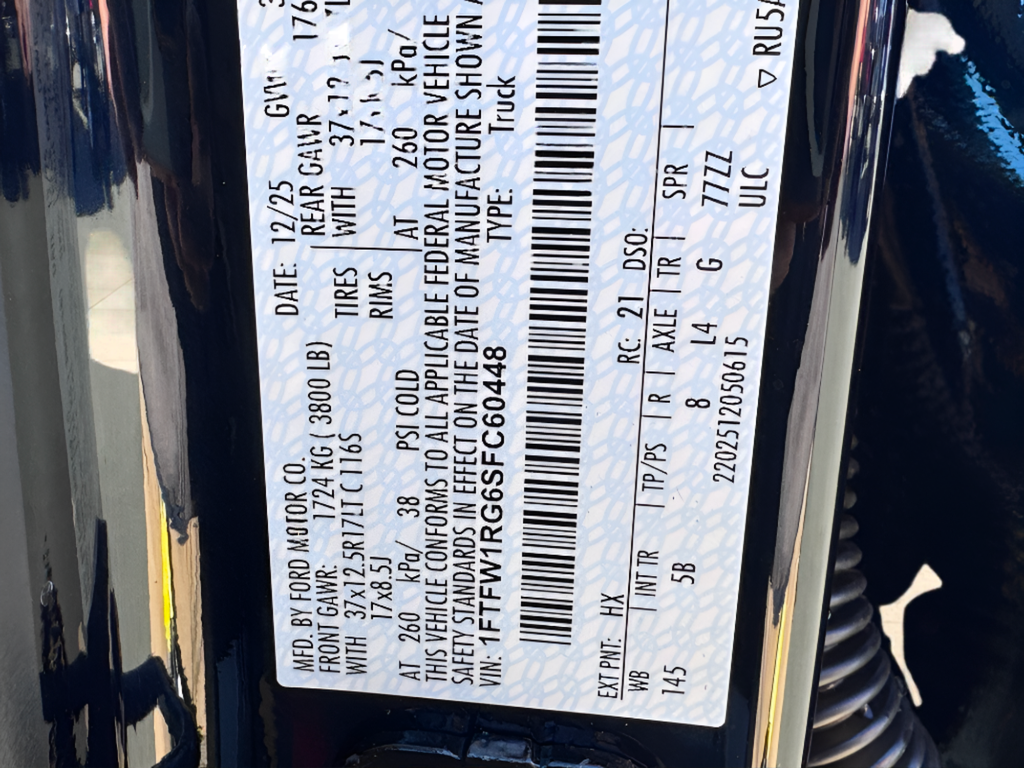 MFD. BY FORD MOTOR CO.
DATE: 12/25
FRONT GAWR: 1724 KG ( 3800 LB)
REAR GAWR 176
WITH 37x12.5R17LT C 116S TIRES
WITH
17x8.5J RIMS
AT 260 kPa/ 38 PSI COLD
AT 260 kPa/
THIS VEHICLE CONFORMS TO ALL APPLICABLE FEDERAL MOTOR VEHICLE
SAFETY STANDARDS IN EFFECT ON THE DATE OF MANUFACTURE SHOWN
VIN: 1FTFW1RG6SFC60448 TYPE: Truck
EXT PNT: HX RC: 21 DSO:
WB | INT TR | TP/PS | R | AXLE | TR | SPR |
145 5B 8 L4 G 77ZZ
2202512050615 ULC ▽ RU5A